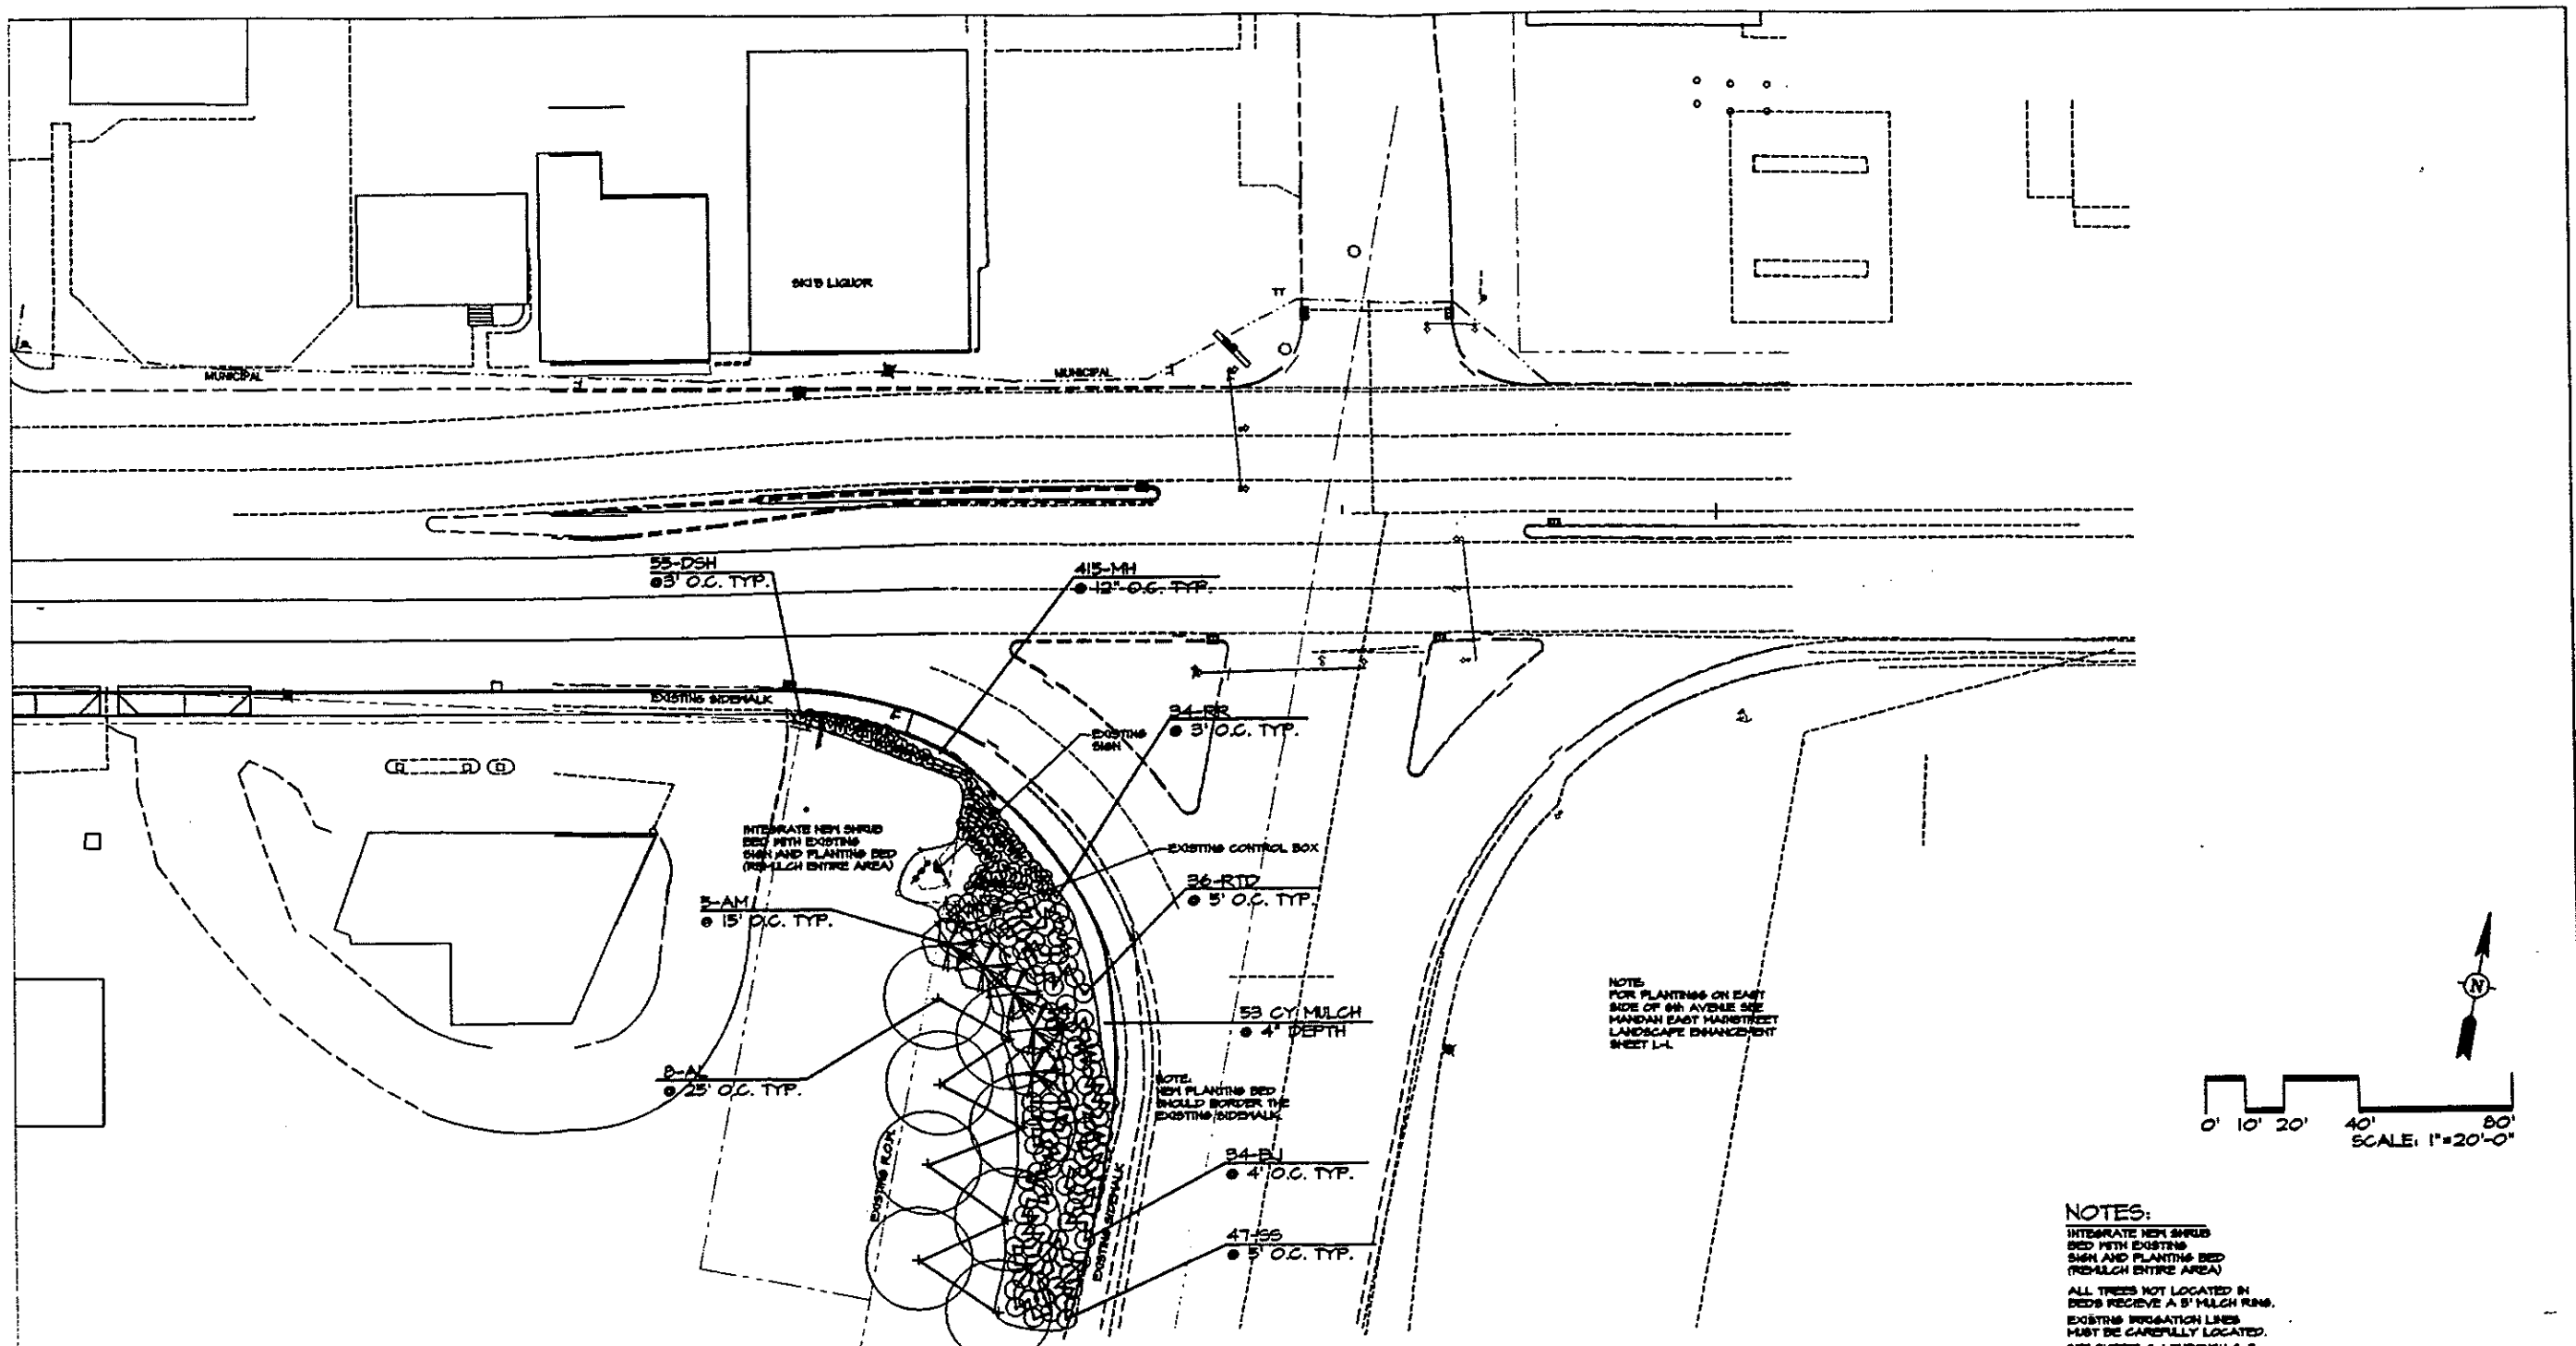 SKI'S LIQUOR
TT
MUNICIPAL
MUNICIPAL
55-DSH
@ 3' O.C. TYP.
415-MH
@ 12" O.C. TYP.
EXISTING SIDEWALK
34-RR
@ 3' O.C. TYP.
EXISTING
SIGN
INTEGRATE NEW SHRUB
BED WITH EXISTING
SIGN AND PLANTING BED
(REMULCH ENTIRE AREA)
EXISTING CONTROL BOX
36-RTD
@ 5' O.C. TYP.
5-AM
@ 15' O.C. TYP.
53 CY MULCH
@ 4" DEPTH
NOTE:
FOR PLANTINGS ON EAST
SIDE OF 6th AVENUE SEE
MANDAN EAST MAINSTREET
LANDSCAPE ENHANCEMENT
SHEET L-1.
N
8-AL
@ 25' O.C. TYP.
NOTE:
NEW PLANTING BED
SHOULD BORDER THE
EXISTING SIDEWALK.
0' 10' 20' 40' 80'
SCALE: 1"=20'-0"
EXISTING R.O.W.
EXISTING SIDEWALK
34-BJ
@ 4' O.C. TYP.
47-SS
@ 5' O.C. TYP.
NOTES:
INTEGRATE NEW SHRUB
BED WITH EXISTING
SIGN AND PLANTING BED
(REMULCH ENTIRE AREA)
ALL TREES NOT LOCATED IN
BEDS RECIEVE A 5' MULCH RING.
EXISTING IRRIGATION LINES
MUST BE CAREFULLY LOCATED.